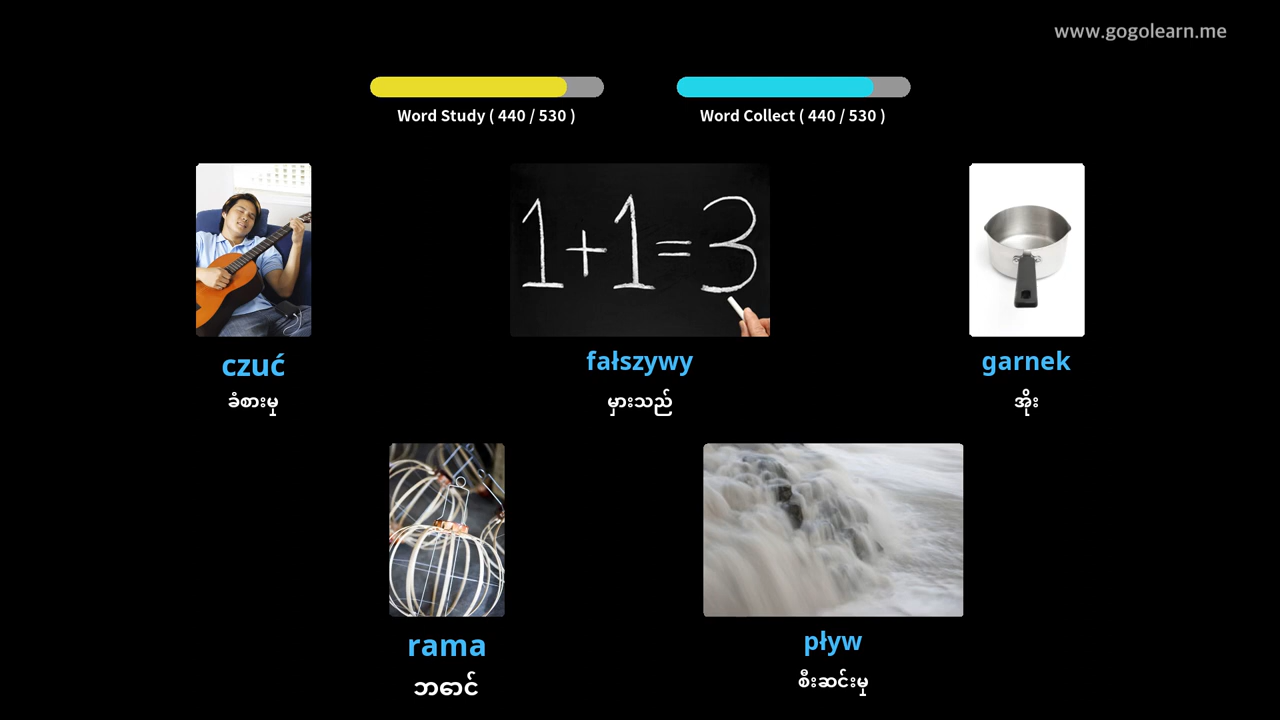 www.gogolearn.me
Word Study ( 440 / 530 )
Word Collect ( 440 / 530 )
1+1=3
czuć
fałszywy
garnek
ခံစားမှု
မှားသည်
အိုး
rama
pływ
ဘောင်
စီးဆင်းမှု